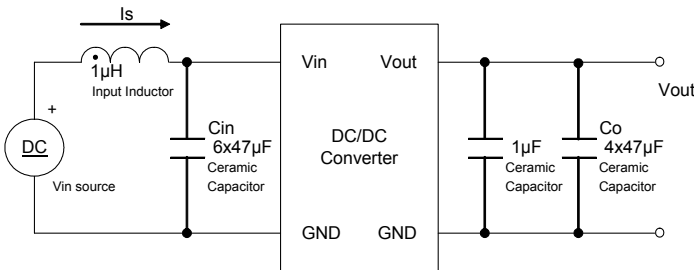 Is
1µH
Input Inductor
+
DC
Vin source
Cin
6x47µF
Ceramic
Capacitor
Vin
Vout
DC/DC
Converter
GND
GND
1µF
Ceramic
Capacitor
Co
4x47µF
Ceramic
Capacitor
Vout